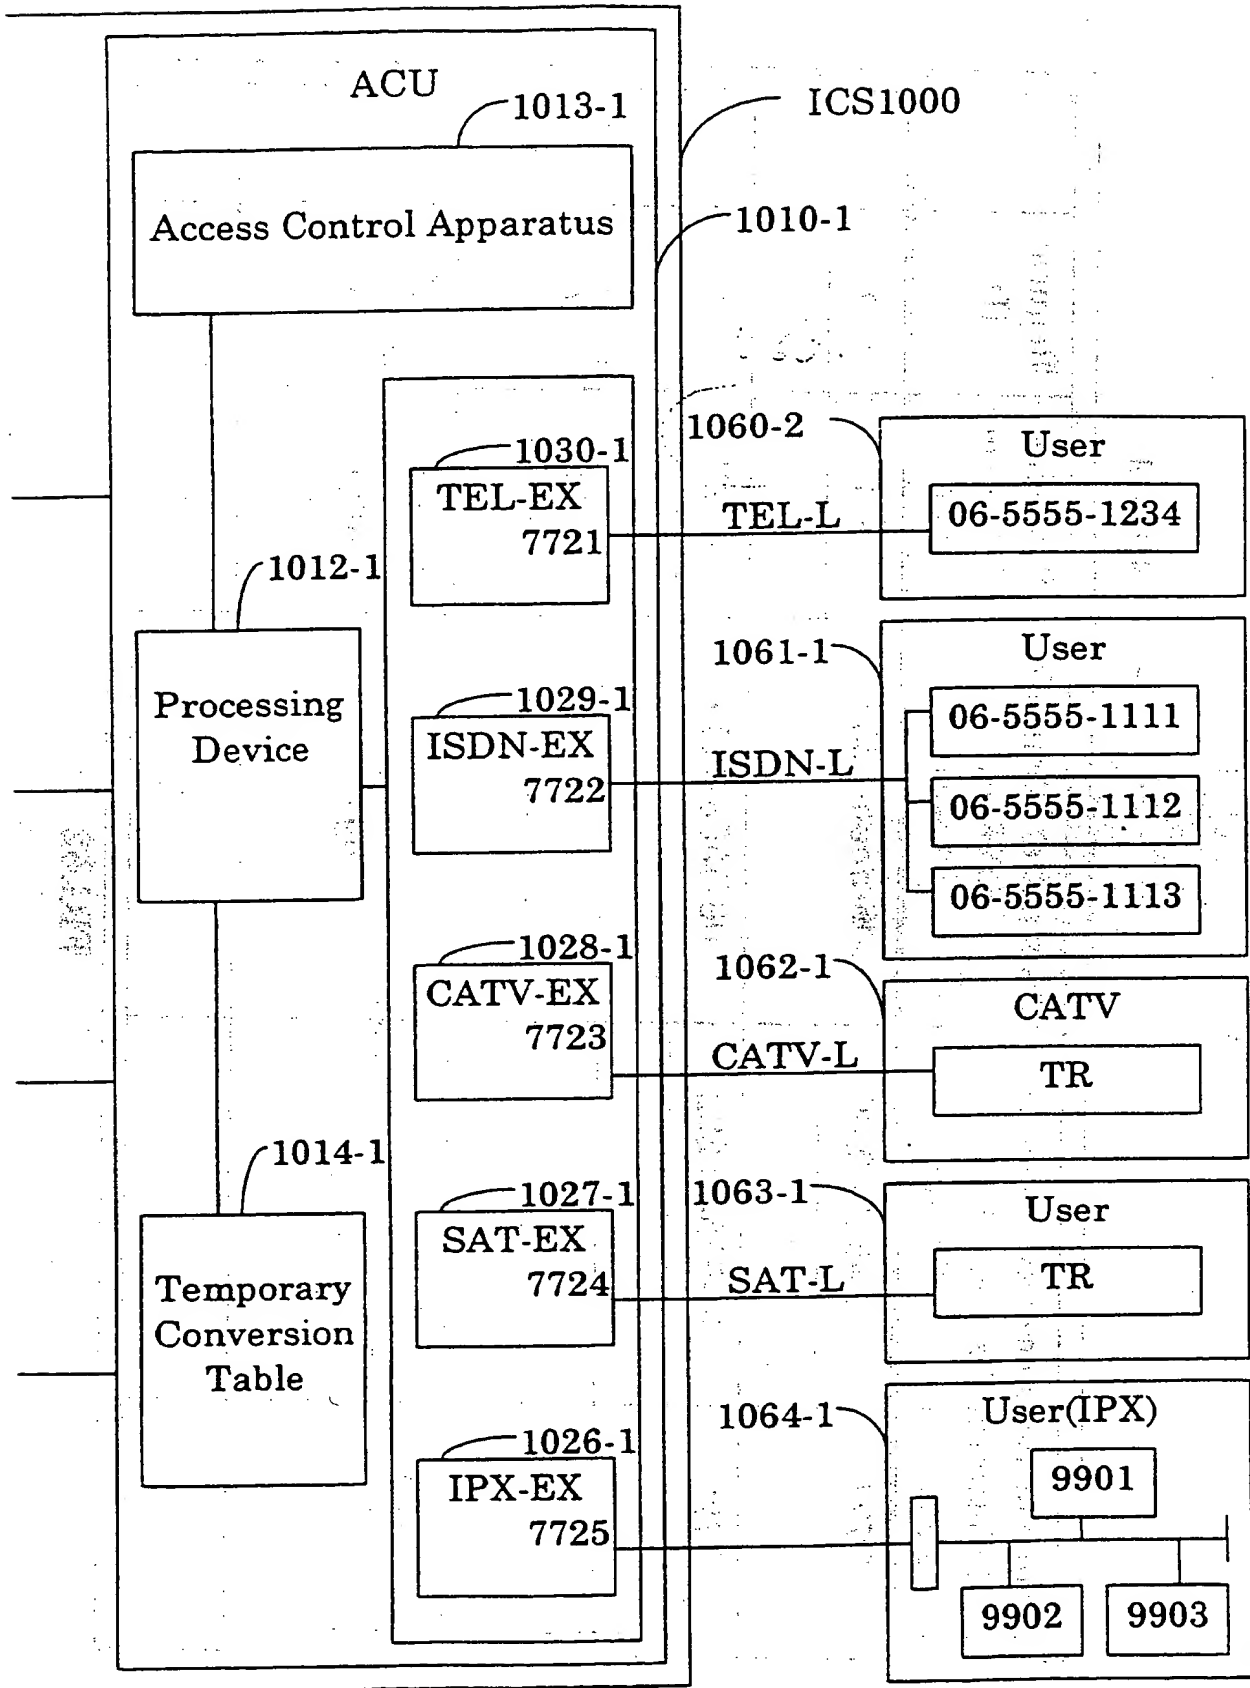 ACU
1013-1
ICS1000
Access Control Apparatus
1010-1
1060-2
User
1030-1
TEL-EX
7721
TEL-L
06-5555-1234
1012-1
1061-1
User
1029-1
Processing
Device
ISDN-EX
7722
ISDN-L
06-5555-1111
06-5555-1112
06-5555-1113
1028-1
CATV-EX
7723
1062-1
CATV
CATV-L
TR
1014-1
1027-1
SAT-EX
7724
1063-1
User
SAT-L
TR
Temporary
Conversion
Table
1026-1
IPX-EX
7725
1064-1
User(IPX)
9901
9902
9903